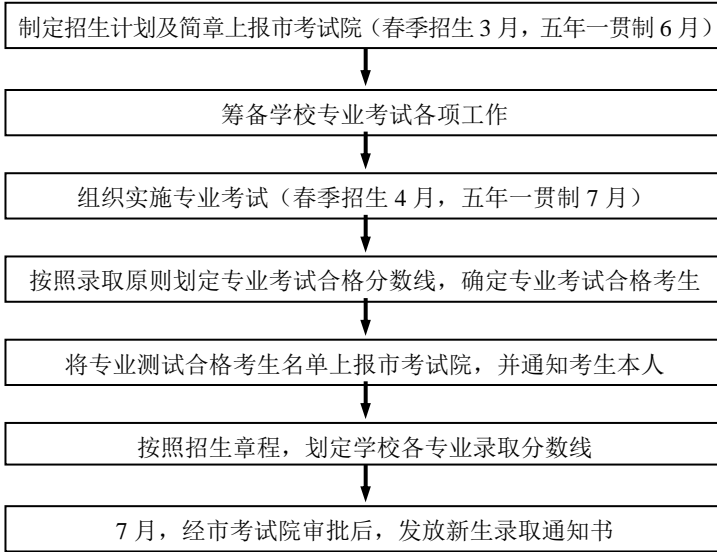 制定招生计划及简章上报市考试院（春季招生 3 月，五年一贯制 6 月）
筹备学校专业考试各项工作
组织实施专业考试（春季招生 4 月，五年一贯制 7 月）
按照录取原则划定专业考试合格分数线，确定专业考试合格考生
将专业测试合格考生名单上报市考试院，并通知考生本人
按照招生章程，划定学校各专业录取分数线
7 月，经市考试院审批后，发放新生录取通知书